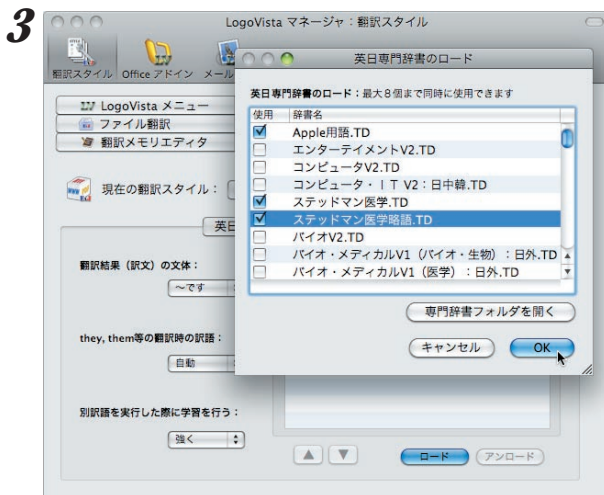 3
LogoVista マネージャ:翻訳スタイル
翻訳スタイル Office アドイン メール
英日専門辞書のロード
英日専門辞書のロード:最大8個まで同時に使用できます
使用 辞書名
Apple用語.TD
エンターテイメントV2.TD
コンピュータV2.TD
コンピュータ・IT V2:日中韓.TD
ステッドマン医学.TD
ステッドマン医学略語.TD
バイオV2.TD
バイオ・メディカルV1(バイオ・生物):日外.TD
バイオ・メディカルV1(医学):日外.TD
専門辞書フォルダを開く
キャンセル OK
LogoVista メニュー
ファイル翻訳
翻訳メモリエディタ
現在の翻訳スタイル:
英日
翻訳結果(訳文)の文体:
~です
they, them等の翻訳時の訳語:
自動
別訳語を実行した際に学習を行う:
強く
ロード アンロード